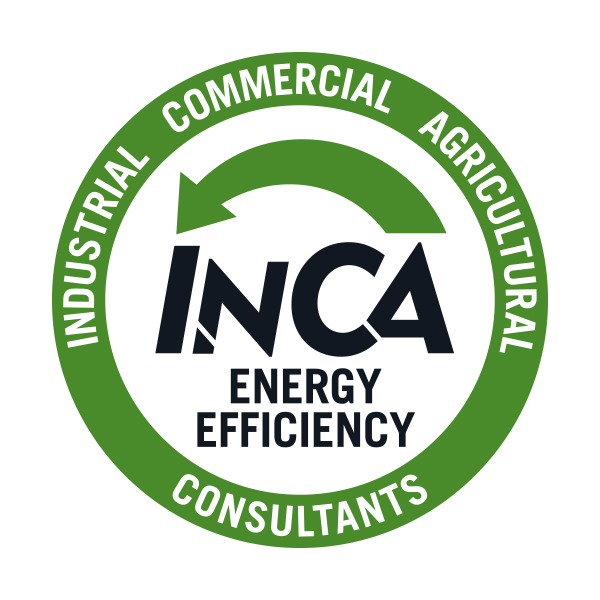 INDUSTRIAL COMMERCIAL AGRICULTURAL
INCA
ENERGY
EFFICIENCY
CONSULTANTS